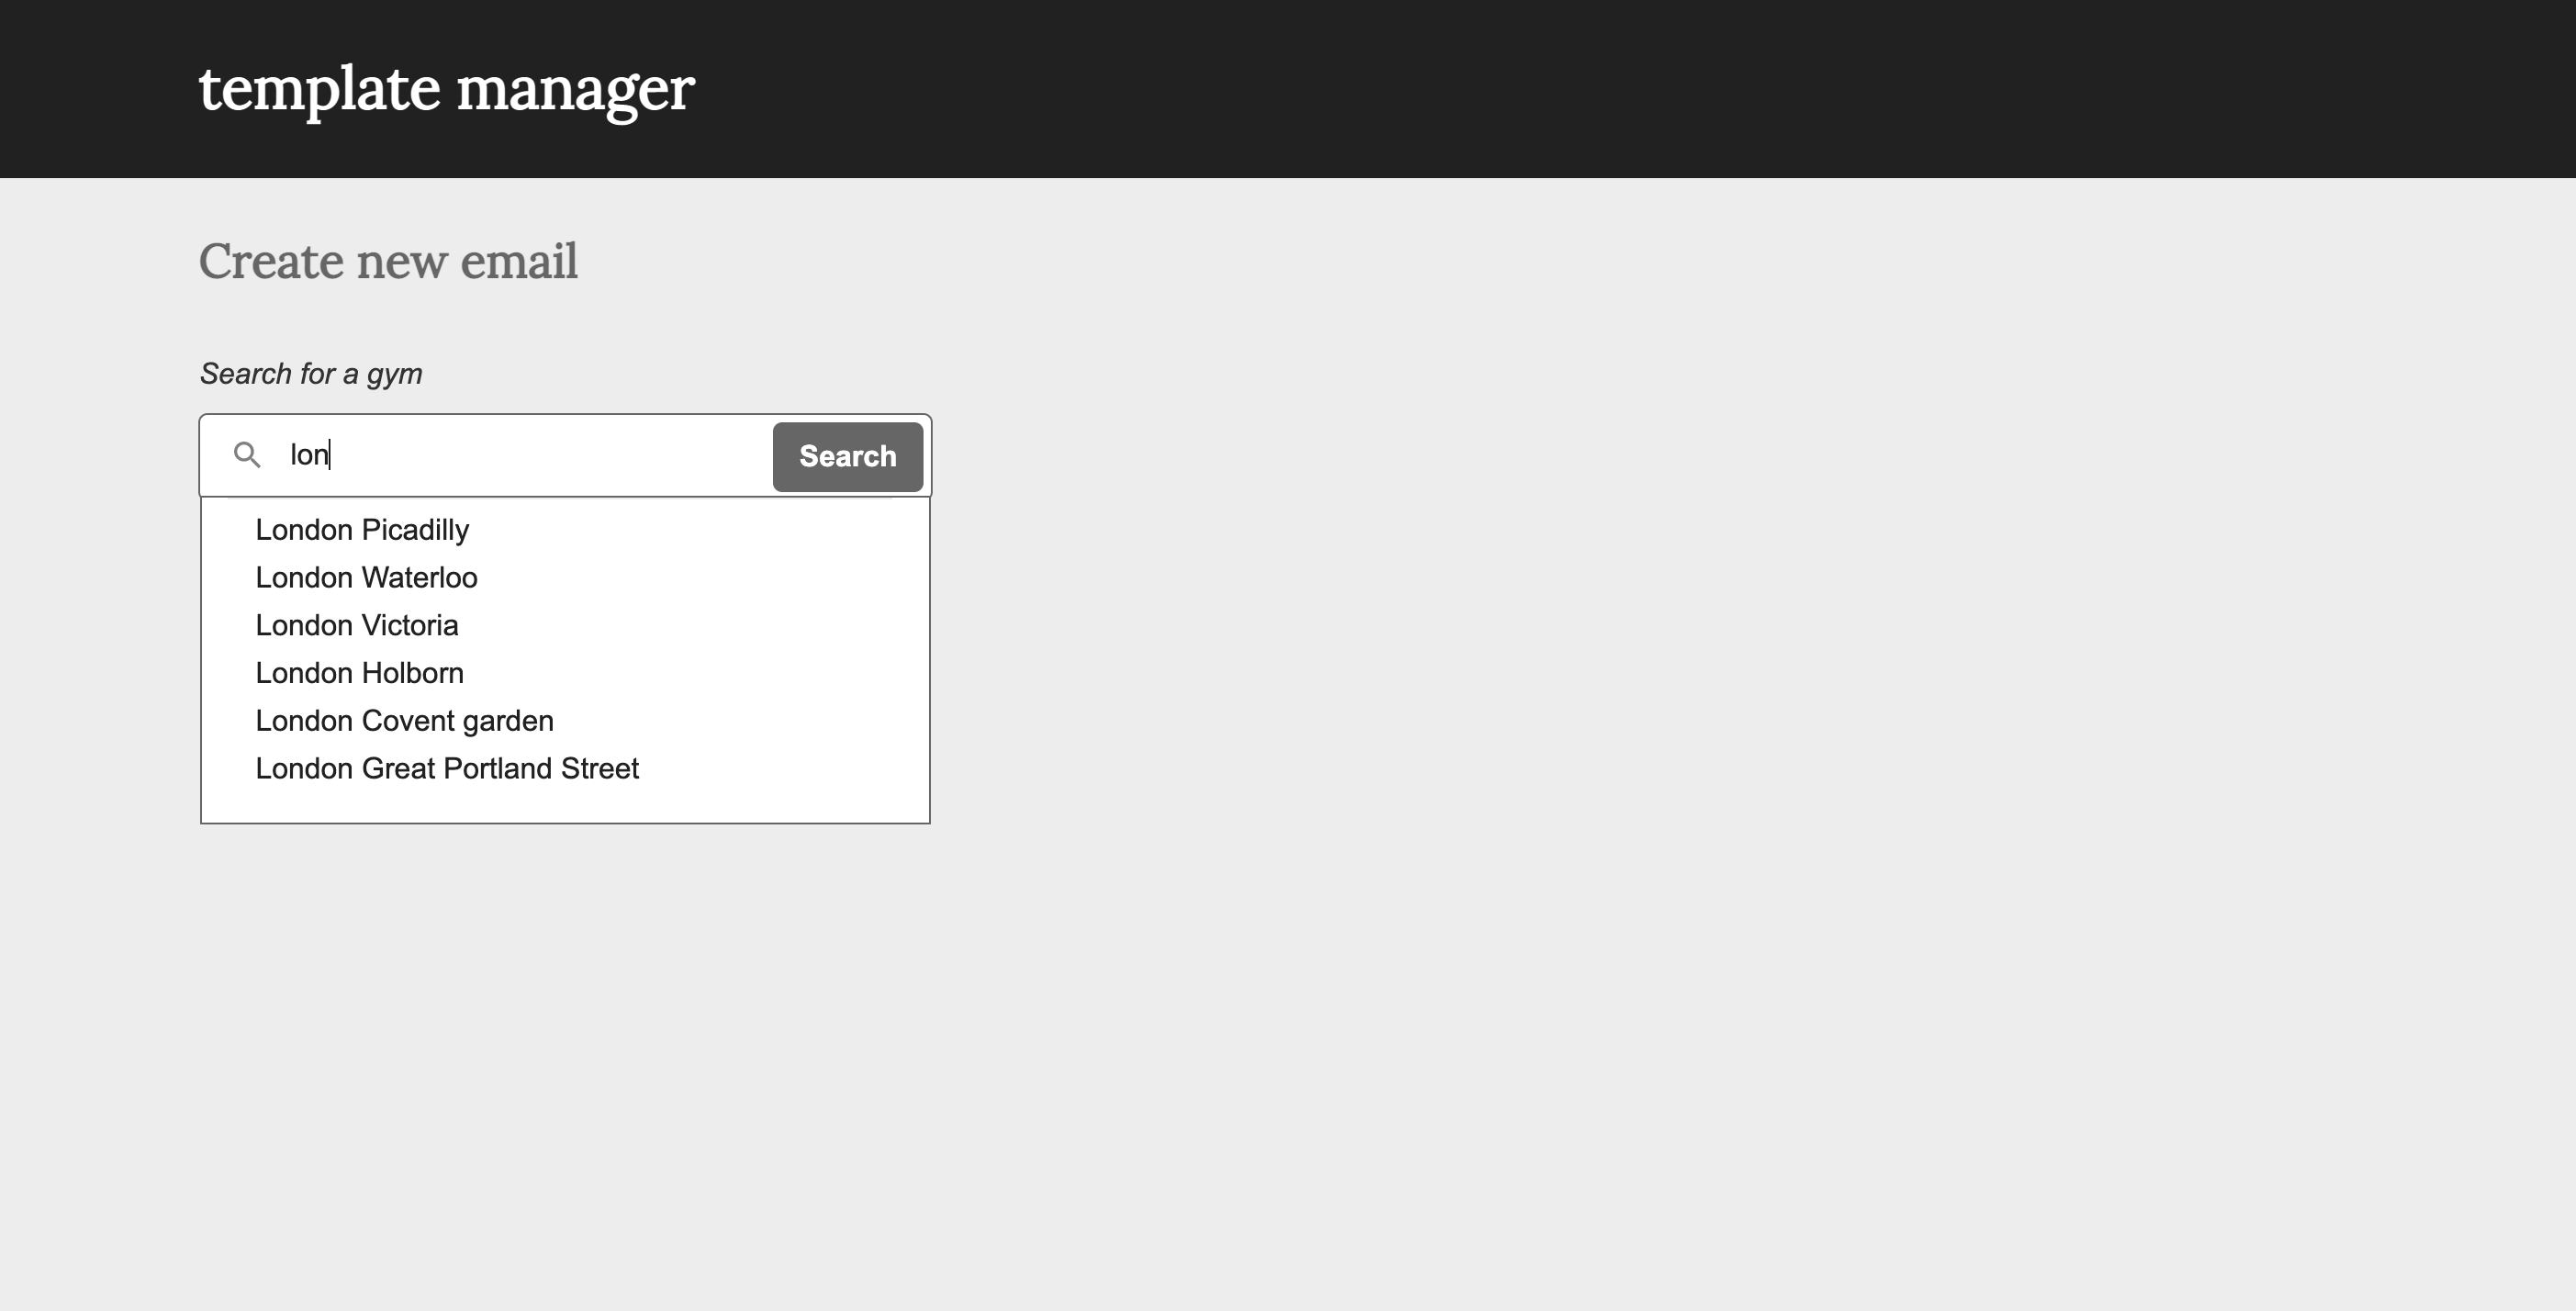 template manager
Create new email
Search for a gym
lon
Search
London Picadilly
London Waterloo
London Victoria
London Holborn
London Covent garden
London Great Portland Street